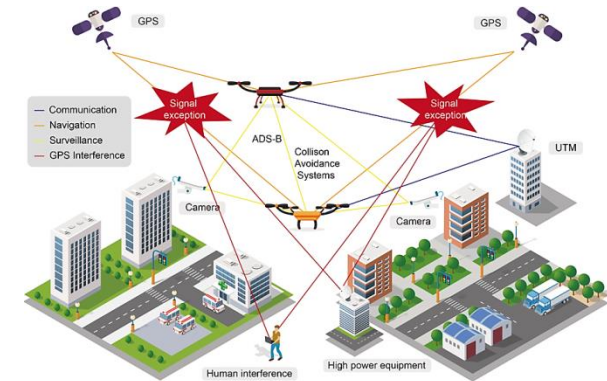 GPS
GPS
Signal
exception
Signal
exception
Communication
Navigation
Surveillance
GPS Interference
ADS-B
Collison
Avoidance
Systems
UTM
Camera
Camera
Human interference
High power equipment